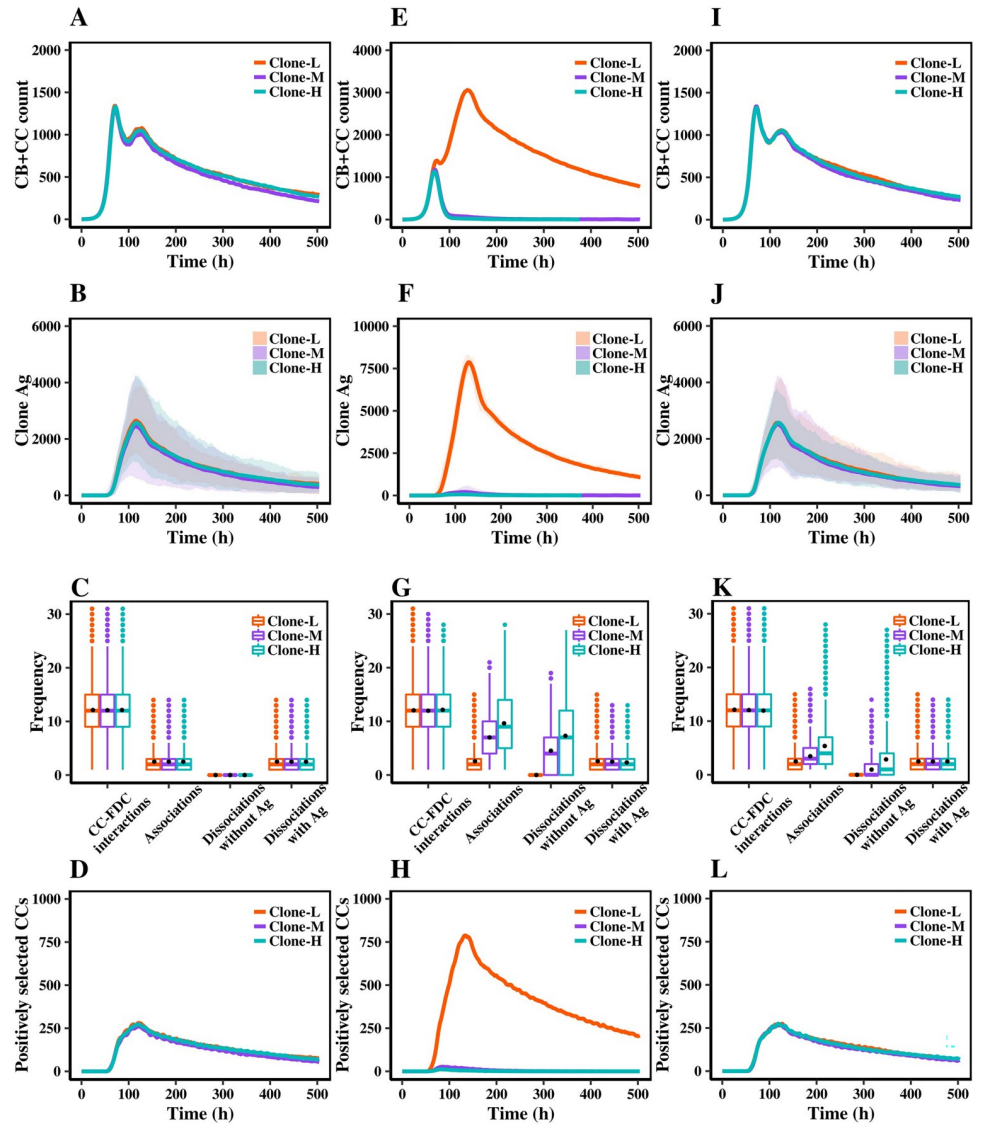 A
E
I
2000
1500
1000
500
0
CB+CC count
Clone-L
Clone-M
Clone-H
0 100 200 300 400 500
Time (h)
4000
3000
2000
1000
0
CB+CC count
Clone-L
Clone-M
Clone-H
0 100 200 300 400 500
Time (h)
2000
1500
1000
500
0
CB+CC count
Clone-L
Clone-M
Clone-H
0 100 200 300 400 500
Time (h)
B
F
J
6000
4000
2000
0
Clone Ag
Clone-L
Clone-M
Clone-H
0 100 200 300 400 500
Time (h)
10000
7500
5000
2500
0
Clone Ag
Clone-L
Clone-M
Clone-H
0 100 200 300 400 500
Time (h)
6000
4000
2000
0
Clone Ag
Clone-L
Clone-M
Clone-H
0 100 200 300 400 500
Time (h)
C
G
K
30
20
10
0
Frequency
Clone-L
Clone-M
Clone-H
CC-FDC
interactions
Associations
Dissociations
without Ag
Dissociations
with Ag
30
20
10
0
Frequency
Clone-L
Clone-M
Clone-H
CC-FDC
interactions
Associations
Dissociations
without Ag
Dissociations
with Ag
30
20
10
0
Frequency
Clone-L
Clone-M
Clone-H
CC-FDC
interactions
Associations
Dissociations
without Ag
Dissociations
with Ag
D
H
L
1000
750
500
250
0
Positively selected CCs
Clone-L
Clone-M
Clone-H
0 100 200 300 400 500
Time (h)
1000
750
500
250
0
Positively selected CCs
Clone-L
Clone-M
Clone-H
0 100 200 300 400 500
Time (h)
1000
750
500
250
0
Positively selected CCs
Clone-L
Clone-M
Clone-H
0 100 200 300 400 500
Time (h)